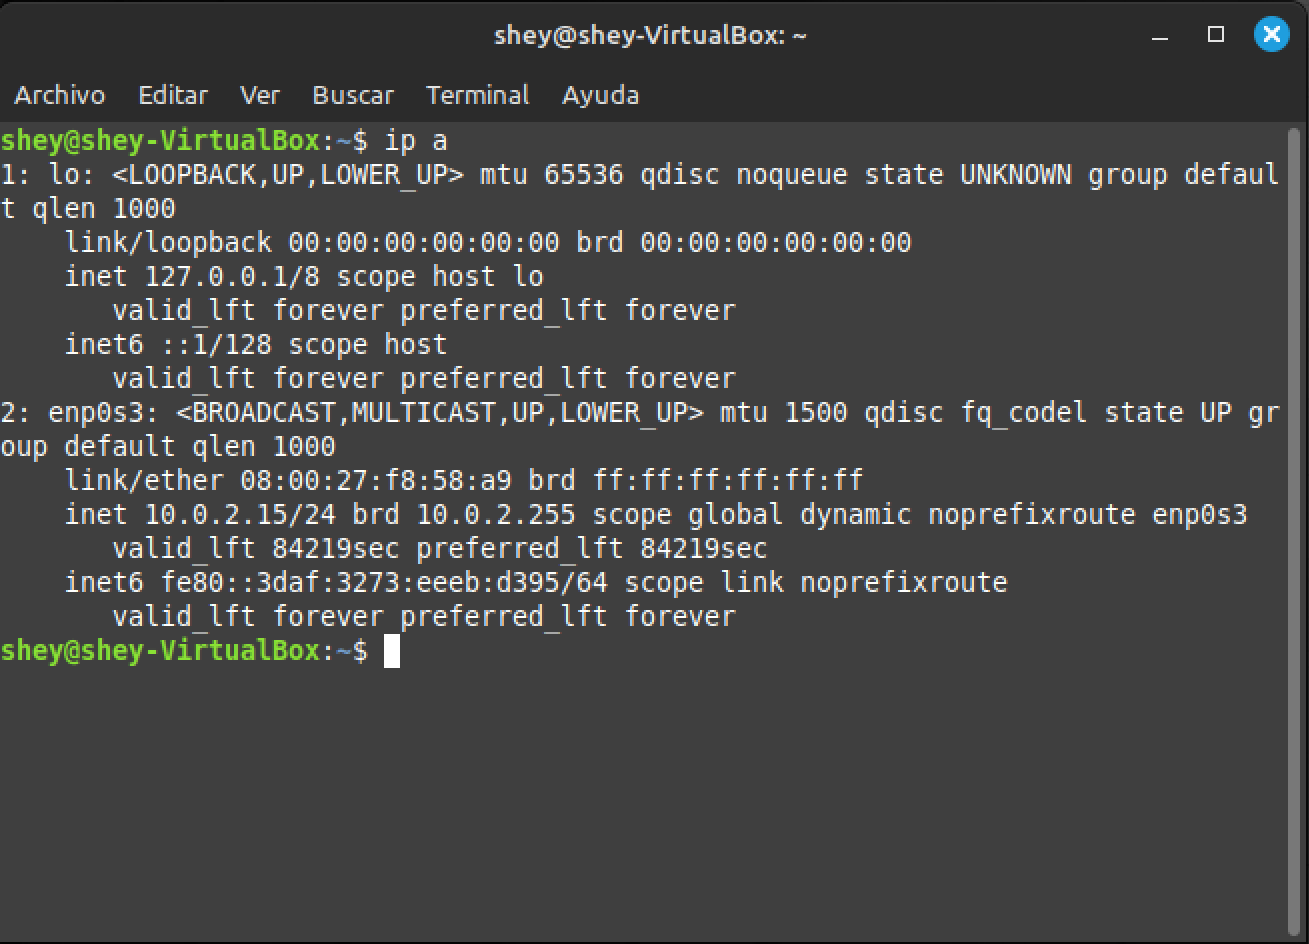 shey@shey-VirtualBox: ~
Archivo Editar Ver Buscar Terminal Ayuda
shey@shey-VirtualBox:~$ ip a
1: lo: <LOOPBACK,UP,LOWER_UP> mtu 65536 qdisc noqueue state UNKNOWN group defaul
t qlen 1000
    link/loopback 00:00:00:00:00:00 brd 00:00:00:00:00:00
    inet 127.0.0.1/8 scope host lo
       valid_lft forever preferred_lft forever
    inet6 ::1/128 scope host
       valid_lft forever preferred_lft forever
2: enp0s3: <BROADCAST,MULTICAST,UP,LOWER_UP> mtu 1500 qdisc fq_codel state UP gr
oup default qlen 1000
    link/ether 08:00:27:f8:58:a9 brd ff:ff:ff:ff:ff:ff
    inet 10.0.2.15/24 brd 10.0.2.255 scope global dynamic noprefixroute enp0s3
       valid_lft 84219sec preferred_lft 84219sec
    inet6 fe80::3daf:3273:eeeb:d395/64 scope link noprefixroute
       valid_lft forever preferred_lft forever
shey@shey-VirtualBox:~$